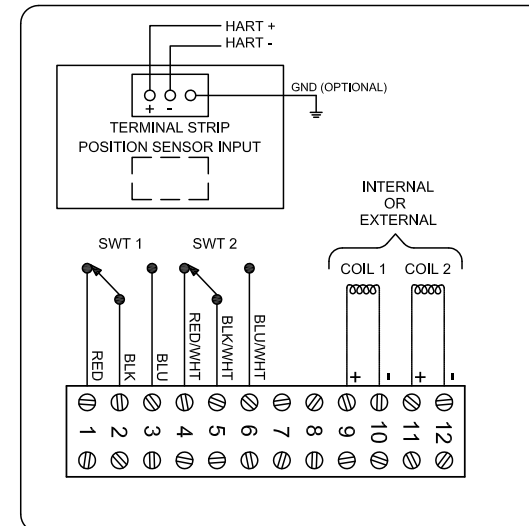 HART +
HART -
GND (OPTIONAL)
+ -
TERMINAL STRIP
POSITION SENSOR INPUT
INTERNAL
OR
EXTERNAL
SWT 1 SWT 2
COIL 1 COIL 2
RED BLK BLU RED/WHT BLK/WHT BLU/WHT
+ - + -
1 2 3 4 5 6 7 8 9 10 11 12